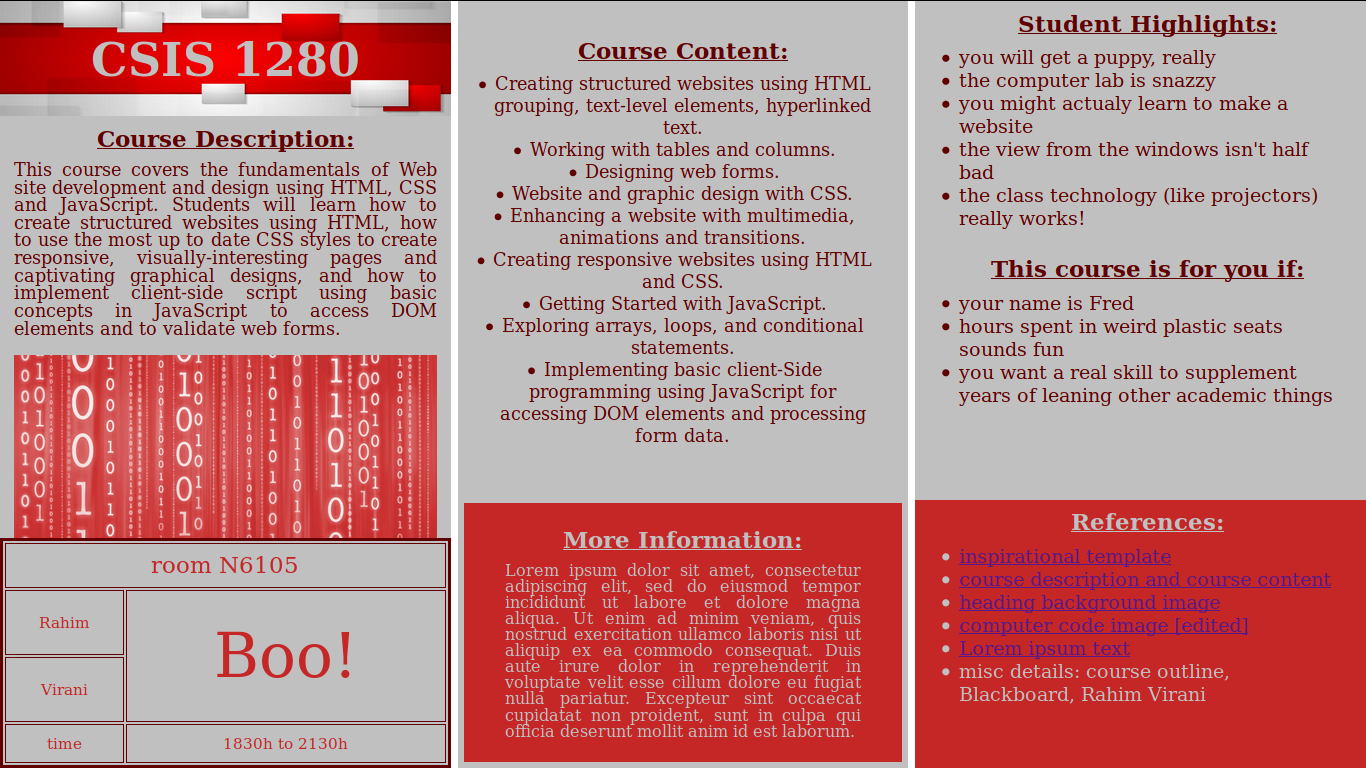 CSIS 1280
Course Description:
This course covers the fundamentals of Web
site development and design using HTML, CSS
and JavaScript. Students will learn how to
create structured websites using HTML, how
to use the most up to date CSS styles to create
responsive, visually-interesting pages and
captivating graphical designs, and how to
implement client-side script using basic
concepts in JavaScript to access DOM
elements and to validate web forms.
room N6105
Rahim
Virani
Boo!
time
1830h to 2130h
Course Content:
• Creating structured websites using HTML
grouping, text-level elements, hyperlinked
text.
• Working with tables and columns.
• Designing web forms.
• Website and graphic design with CSS.
• Enhancing a website with multimedia,
animations and transitions.
• Creating responsive websites using HTML
and CSS.
• Getting Started with JavaScript.
• Exploring arrays, loops, and conditional
statements.
• Implementing basic client-Side
programming using JavaScript for
accessing DOM elements and processing
form data.
More Information:
Lorem ipsum dolor sit amet, consectetur
adipiscing elit, sed do eiusmod tempor
incididunt ut labore et dolore magna
aliqua. Ut enim ad minim veniam, quis
nostrud exercitation ullamco laboris nisi ut
aliquip ex ea commodo consequat. Duis
aute irure dolor in reprehenderit in
voluptate velit esse cillum dolore eu fugiat
nulla pariatur. Excepteur sint occaecat
cupidatat non proident, sunt in culpa qui
officia deserunt mollit anim id est laborum.
Student Highlights:
• you will get a puppy, really
• the computer lab is snazzy
• you might actualy learn to make a
website
• the view from the windows isn't half
bad
• the class technology (like projectors)
really works!
This course is for you if:
• your name is Fred
• hours spent in weird plastic seats
sounds fun
• you want a real skill to supplement
years of leaning other academic things
References:
• inspirational template
• course description and course content
• heading background image
• computer code image [edited]
• Lorem ipsum text
• misc details: course outline,
Blackboard, Rahim Virani